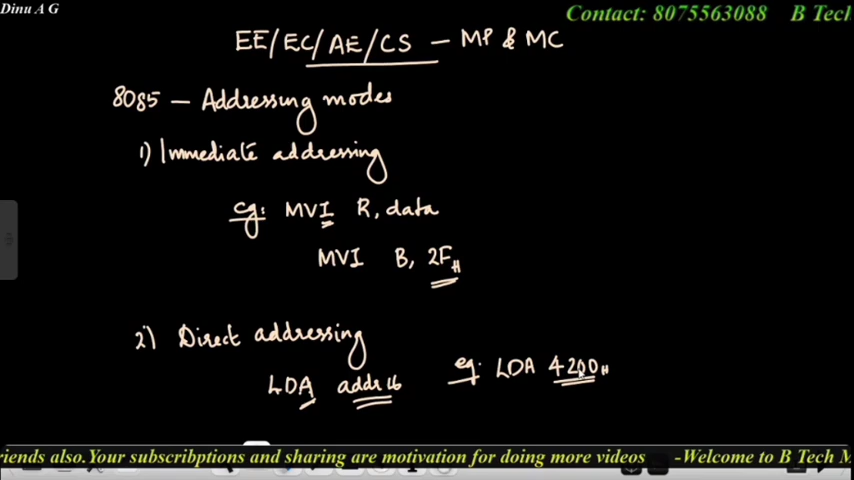 Dinu A G
Contact: 8075563088 B Tech
EE/EC/AE/CS - MP & MC
8085 - Addressing modes
1) Immediate addressing
eg: MVI R, data
MVI B, 2FH
2) Direct addressing
LDA addr 16 eg: LDA 4200H
riends also.Your subscribptions and sharing are motivation for doing more videos -Welcome to B Tech M